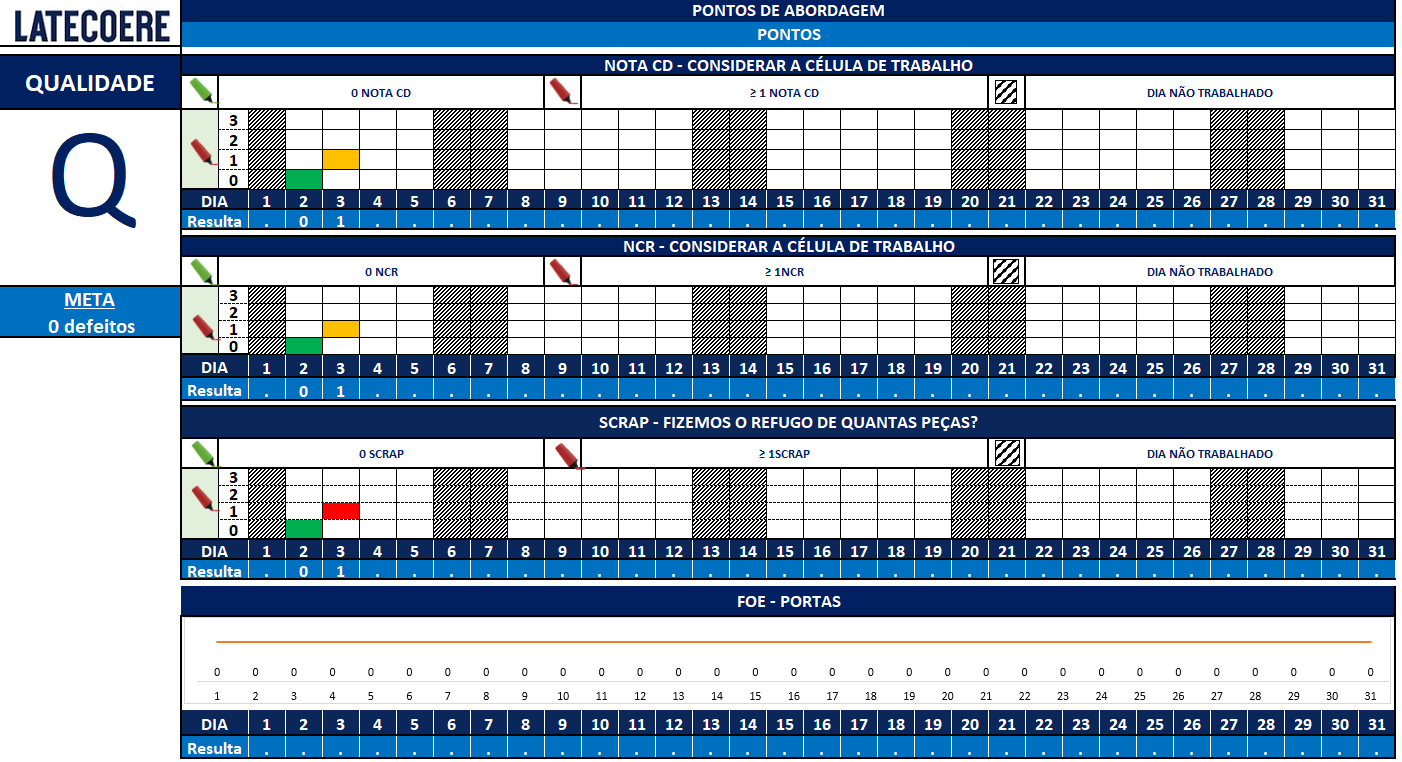 LATECOERE
PONTOS DE ABORDAGEM
PONTOS
QUALIDADE
Q
META
0 defeitos
NOTA CD - CONSIDERAR A CÉLULA DE TRABALHO
0 NOTA CD ≥ 1 NOTA CD DIA NÃO TRABALHADO
3
2
1
0
DIA 1 2 3 4 5 6 7 8 9 10 11 12 13 14 15 16 17 18 19 20 21 22 23 24 25 26 27 28 29 30 31
Resulta . 0 1 . . . . . . . . . . . . . . . . . . . . . . . . . . . .
NCR - CONSIDERAR A CÉLULA DE TRABALHO
0 NCR ≥ 1NCR DIA NÃO TRABALHADO
3
2
1
0
DIA 1 2 3 4 5 6 7 8 9 10 11 12 13 14 15 16 17 18 19 20 21 22 23 24 25 26 27 28 29 30 31
Resulta . 0 1 . . . . . . . . . . . . . . . . . . . . . . . . . . . .
SCRAP - FIZEMOS O REFUGO DE QUANTAS PEÇAS?
0 SCRAP ≥ 1SCRAP DIA NÃO TRABALHADO
3
2
1
0
DIA 1 2 3 4 5 6 7 8 9 10 11 12 13 14 15 16 17 18 19 20 21 22 23 24 25 26 27 28 29 30 31
Resulta . 0 1 . . . . . . . . . . . . . . . . . . . . . . . . . . . .
FOE - PORTAS
0 0 0 0 0 0 0 0 0 0 0 0 0 0 0 0 0 0 0 0 0 0 0 0 0 0 0 0 0 0 0
1 2 3 4 5 6 7 8 9 10 11 12 13 14 15 16 17 18 19 20 21 22 23 24 25 26 27 28 29 30 31
DIA 1 2 3 4 5 6 7 8 9 10 11 12 13 14 15 16 17 18 19 20 21 22 23 24 25 26 27 28 29 30 31
Resulta . . . . . . . . . . . . . . . . . . . . . . . . . . . . . . .